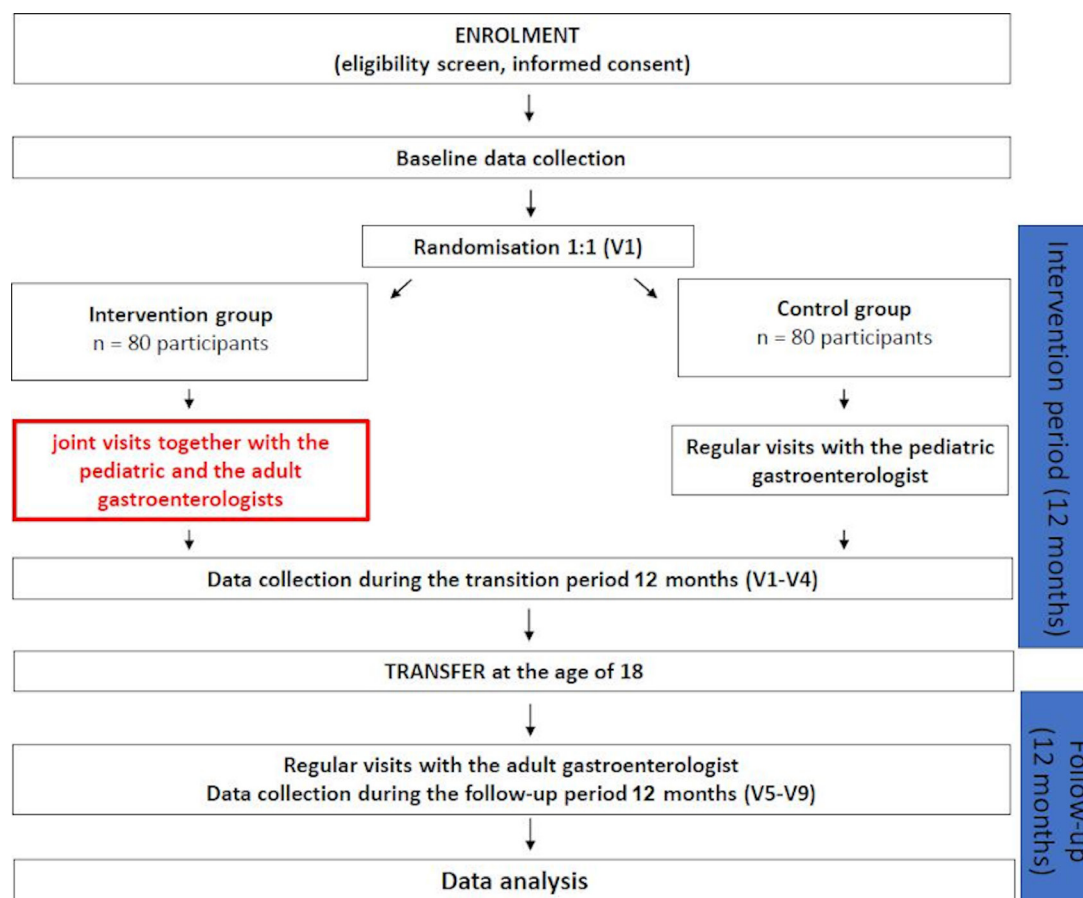 ENROLMENT
(eligibility screen, informed consent)
Baseline data collection
Randomisation 1:1 (V1)
Intervention group
n = 80 participants
Control group
n = 80 participants
joint visits together with the
pediatric and the adult
gastroenterologists
Regular visits with the pediatric
gastroenterologist
Data collection during the transition period 12 months (V1-V4)
TRANSFER at the age of 18
Regular visits with the adult gastroenterologist
Data collection during the follow-up period 12 months (V5-V9)
Data analysis
Intervention period (12 months)
Follow-up
(12 months)